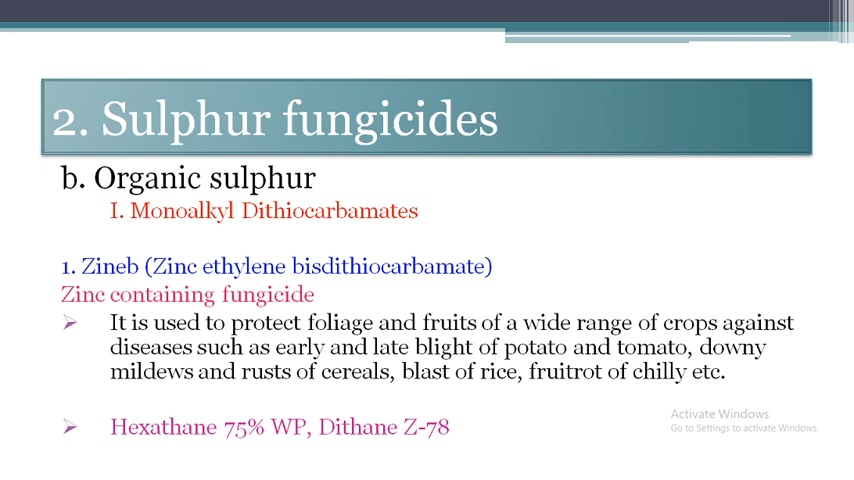 2. Sulphur fungicides
b. Organic sulphur
I. Monoalkyl Dithiocarbamates
1. Zineb (Zinc ethylene bisdithiocarbamate)
Zinc containing fungicide
It is used to protect foliage and fruits of a wide range of crops against
diseases such as early and late blight of potato and tomato, downy
mildews and rusts of cereals, blast of rice, fruitrot of chilly etc.
Hexathane 75% WP, Dithane Z-78
Activate Windows
Go to Settings to activate Windows.